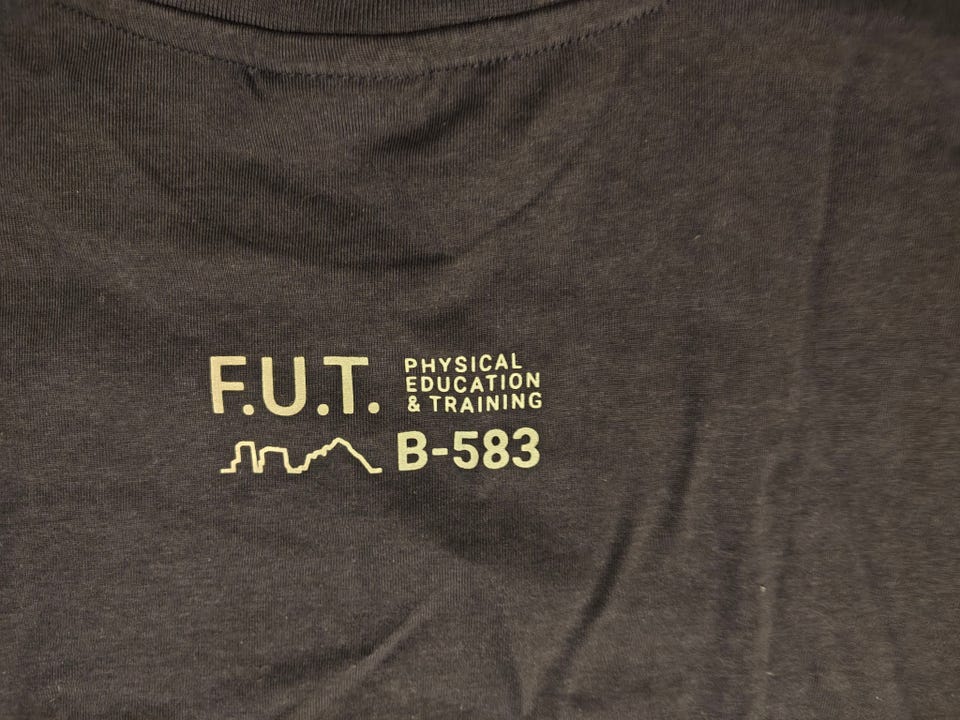 F.U.T.
PHYSICAL
EDUCATION
& TRAINING
B-583